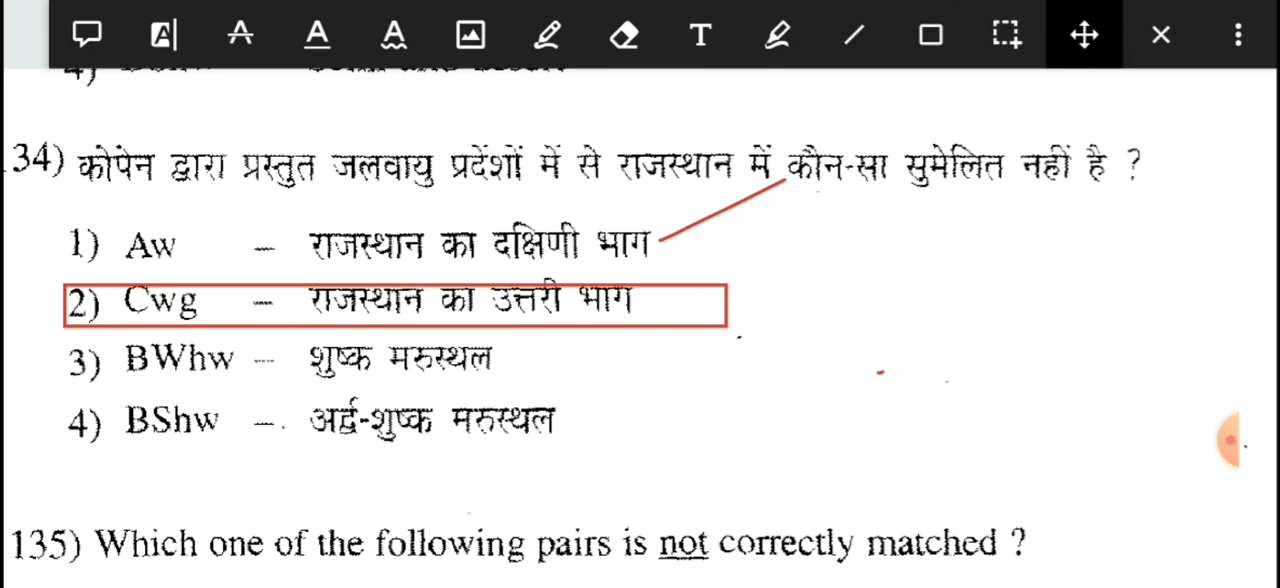 .34) कोपेन द्वारा प्रस्तुत जलवायु प्रदेशों में से राजस्थान में कौन-सा सुमेलित नहीं है ?
1) Aw – राजस्थान का दक्षिणी भाग
2) Cwg – राजस्थान का उत्तरी भाग
3) BWhw – शुष्क मरुस्थल
4) BShw – अर्द्ध-शुष्क मरुस्थल
135) Which one of the following pairs is not correctly matched ?